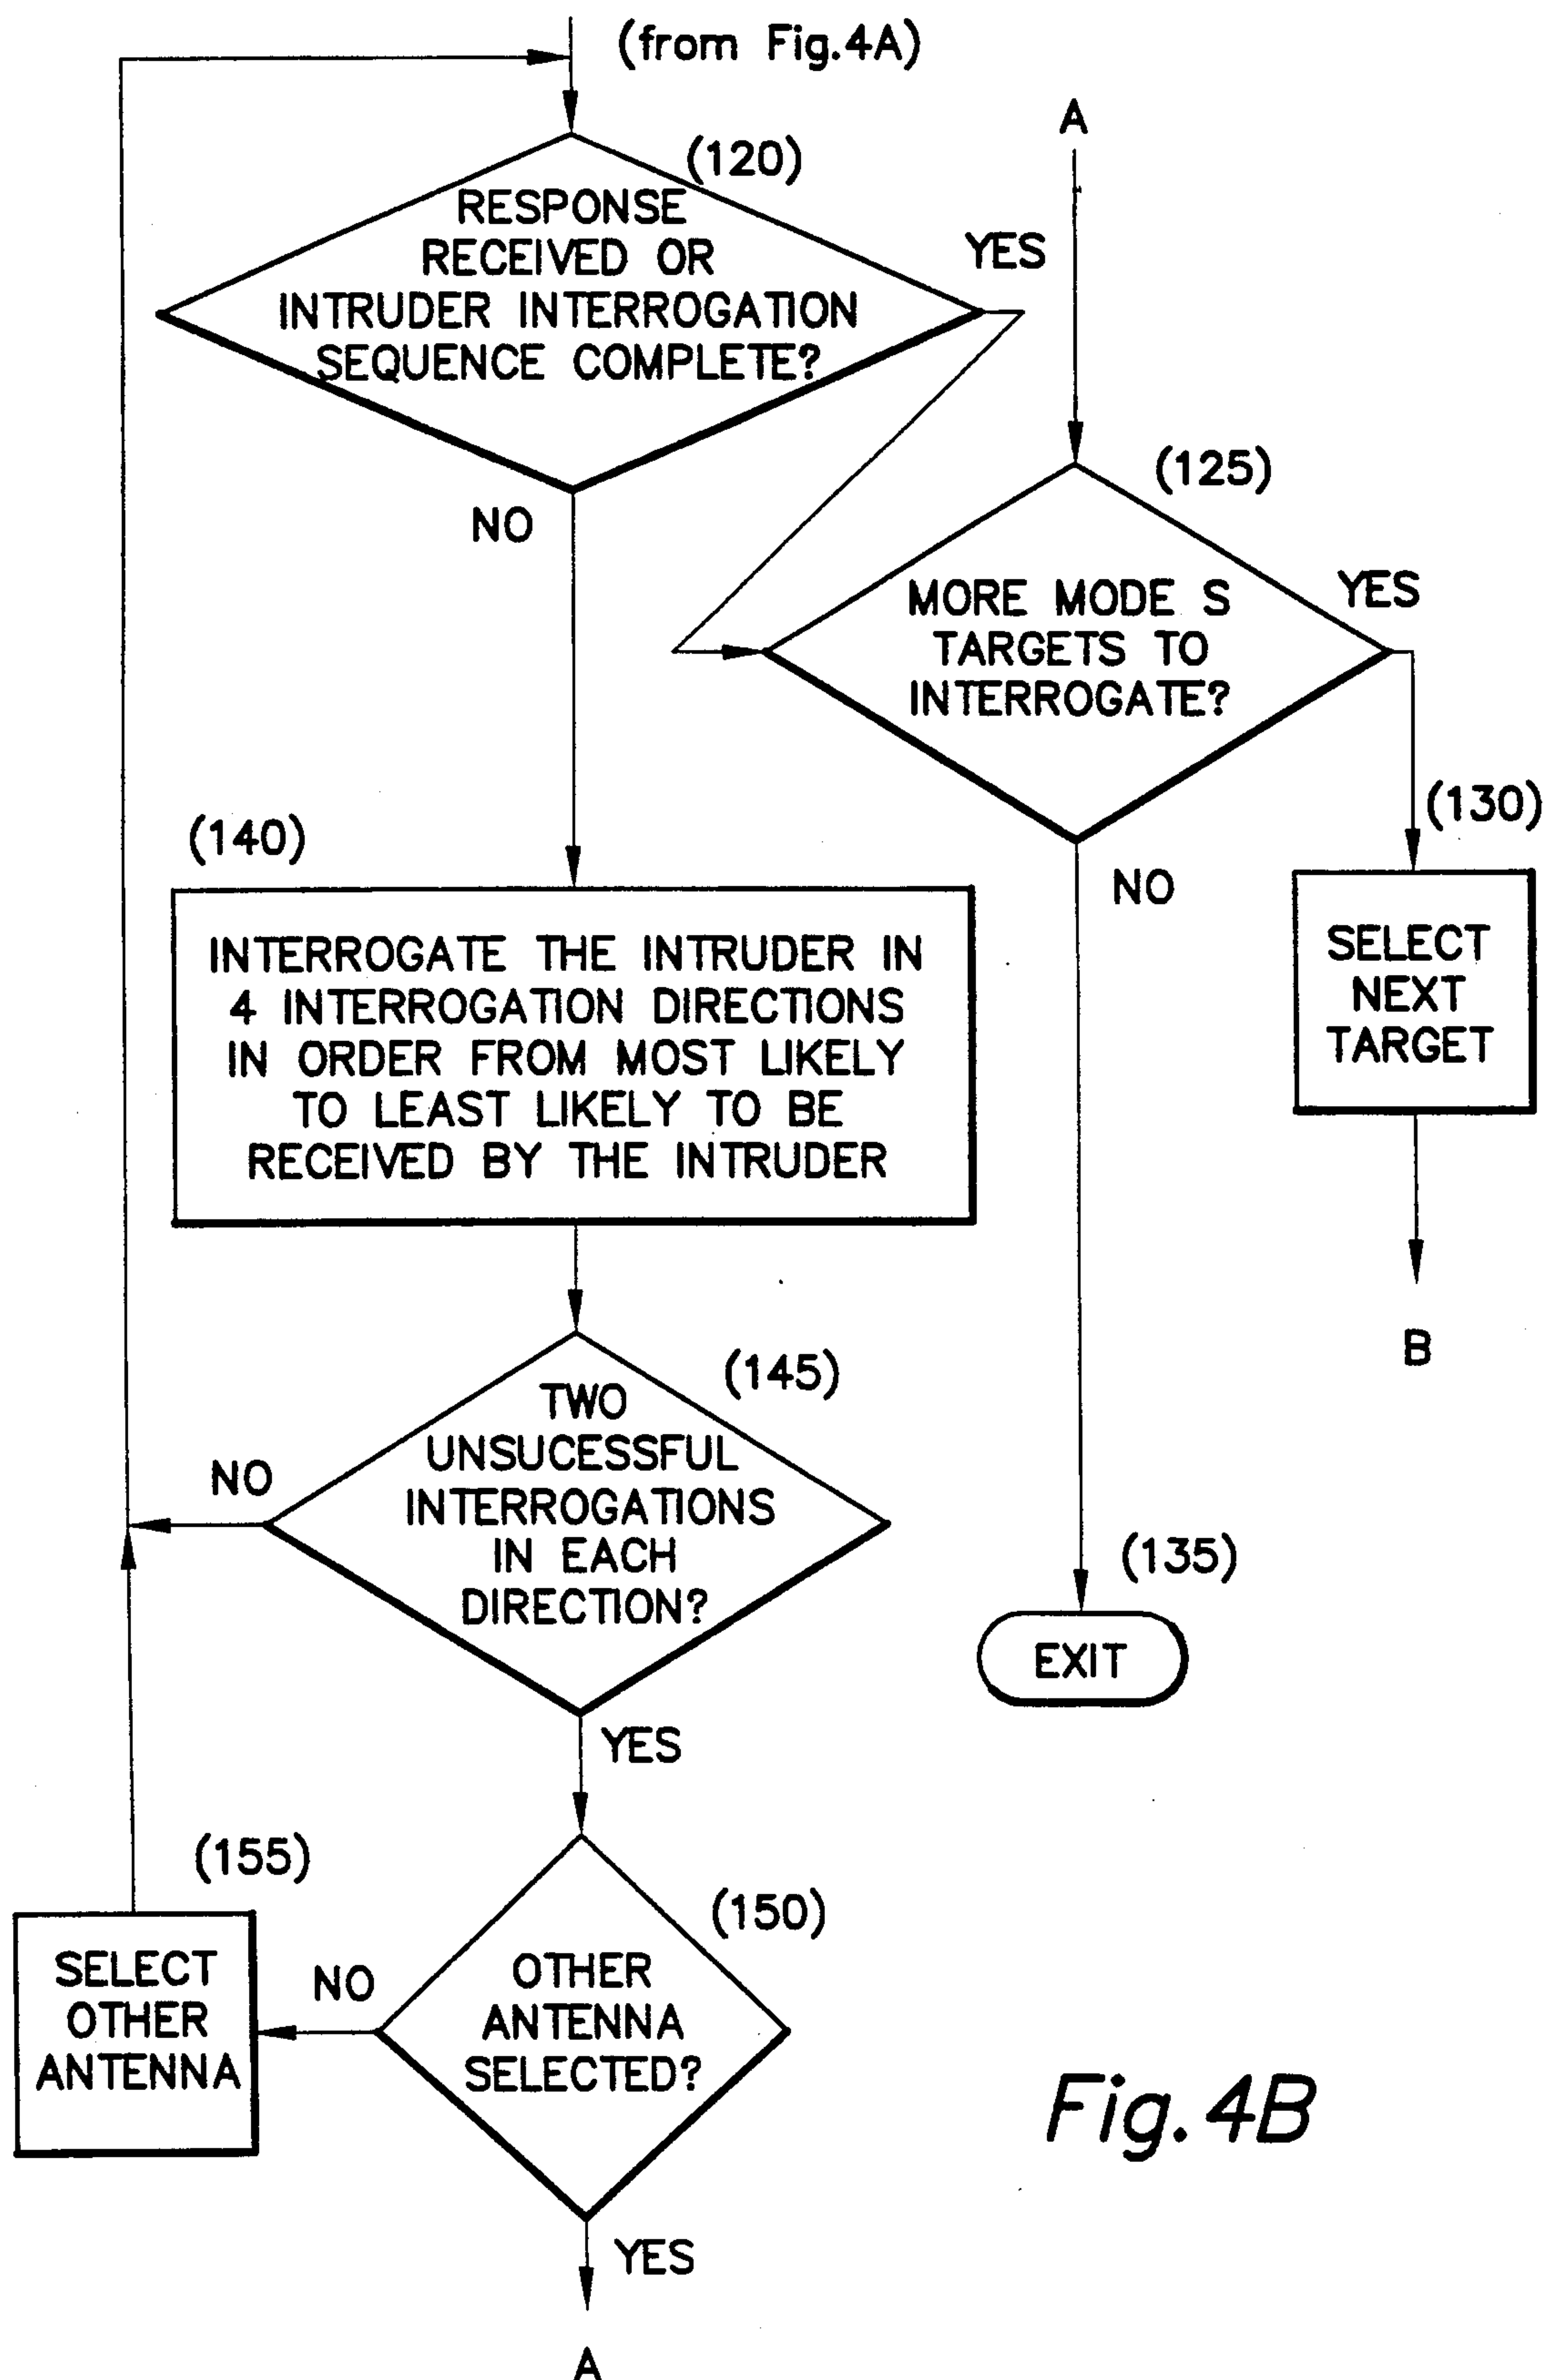 (from Fig.4A)
A
(120)
RESPONSE
RECEIVED OR
INTRUDER INTERROGATION
SEQUENCE COMPLETE?
YES
NO
(125)
MORE MODE S
TARGETS TO
INTERROGATE?
YES
NO
(130)
SELECT
NEXT
TARGET
B
(140)
INTERROGATE THE INTRUDER IN
4 INTERROGATION DIRECTIONS
IN ORDER FROM MOST LIKELY
TO LEAST LIKELY TO BE
RECEIVED BY THE INTRUDER
(145)
TWO
UNSUCESSFUL
INTERROGATIONS
IN EACH
DIRECTION?
NO
YES
(135)
EXIT
(155)
SELECT
OTHER
ANTENNA
(150)
OTHER
ANTENNA
SELECTED?
NO
YES
A
Fig.4B